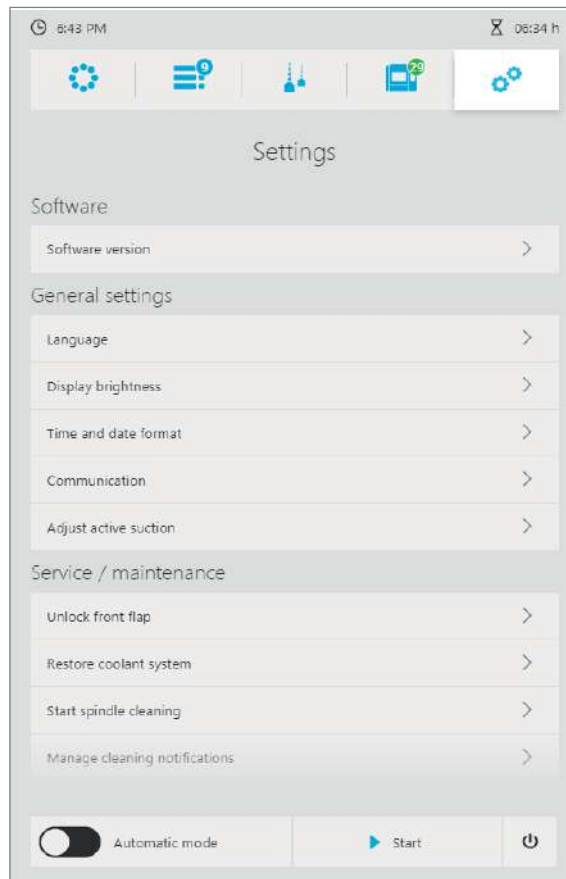 6:43 PM
06:34 h
9
29
Settings
Software
Software version
General settings
Language
Display brightness
Time and date format
Communication
Adjust active suction
Service / maintenance
Unlock front flap
Restore coolant system
Start spindle cleaning
Manage cleaning notifications
Automatic mode
Start